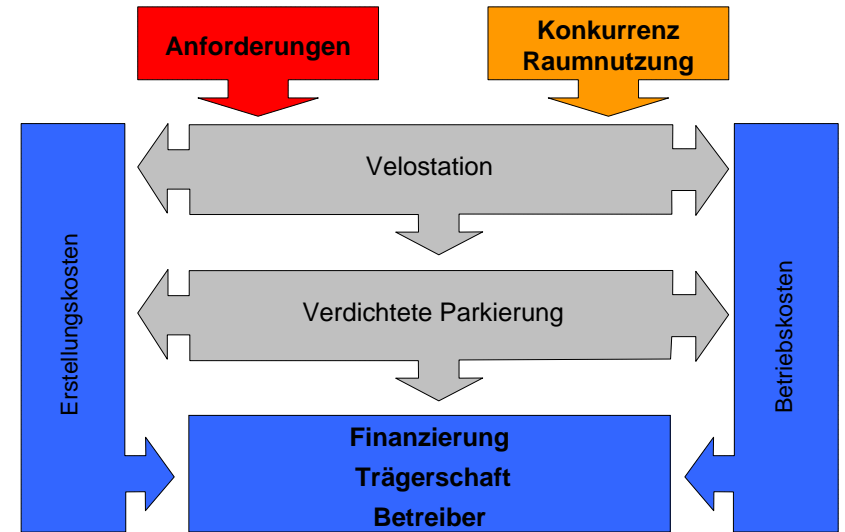 Anforderungen
Konkurrenz
Raumnutzung
Velostation
Verdichtete Parkierung
Erstellungskosten
Betriebskosten
Finanzierung
Trägerschaft
Betreiber